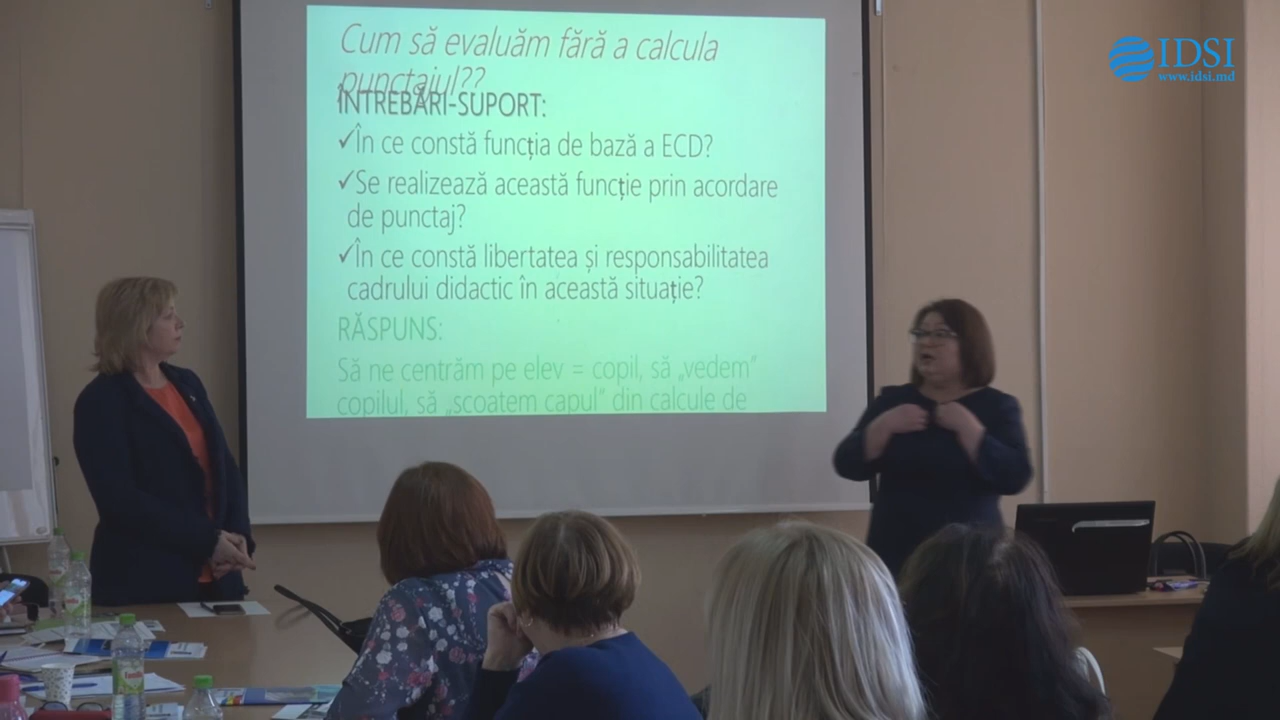 Cum să evaluăm fără a calcula
punctajul??
ÎNTREBĂRI-SUPORT:
✓În ce constă funcția de bază a ECD?
✓Se realizează această funcție prin acordare
de punctaj?
✓În ce constă libertatea și responsabilitatea
cadrului didactic în această situație?
RĂSPUNS:
Să ne centrăm pe elev = copil, să „vedem”
copilul, să „scoatem capul” din calcule de
IDSI
www.idsi.md